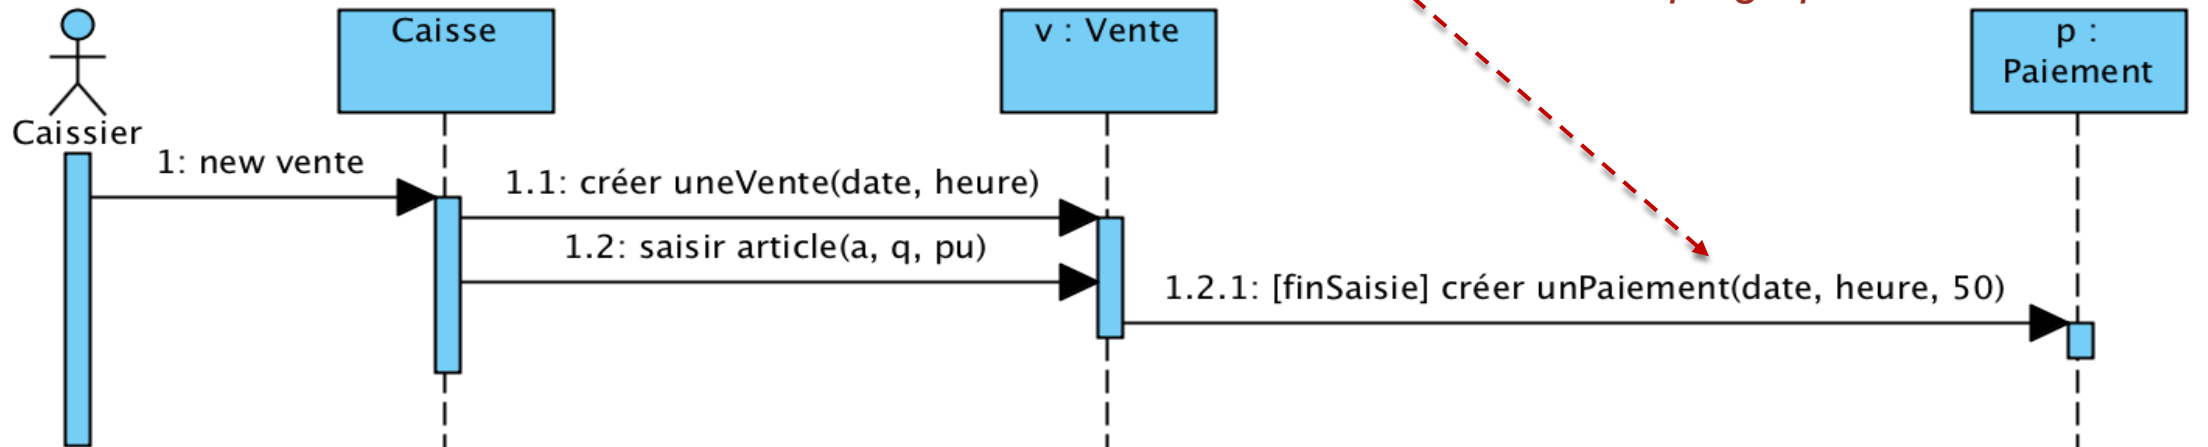 Caisse
v : Vente
p :
Paiement
Caissier
1: new vente
1.1: créer uneVente(date, heure)
1.2: saisir article(a, q, pu)
1.2.1: [finSaisie] créer unPaiement(date, heure, 50)